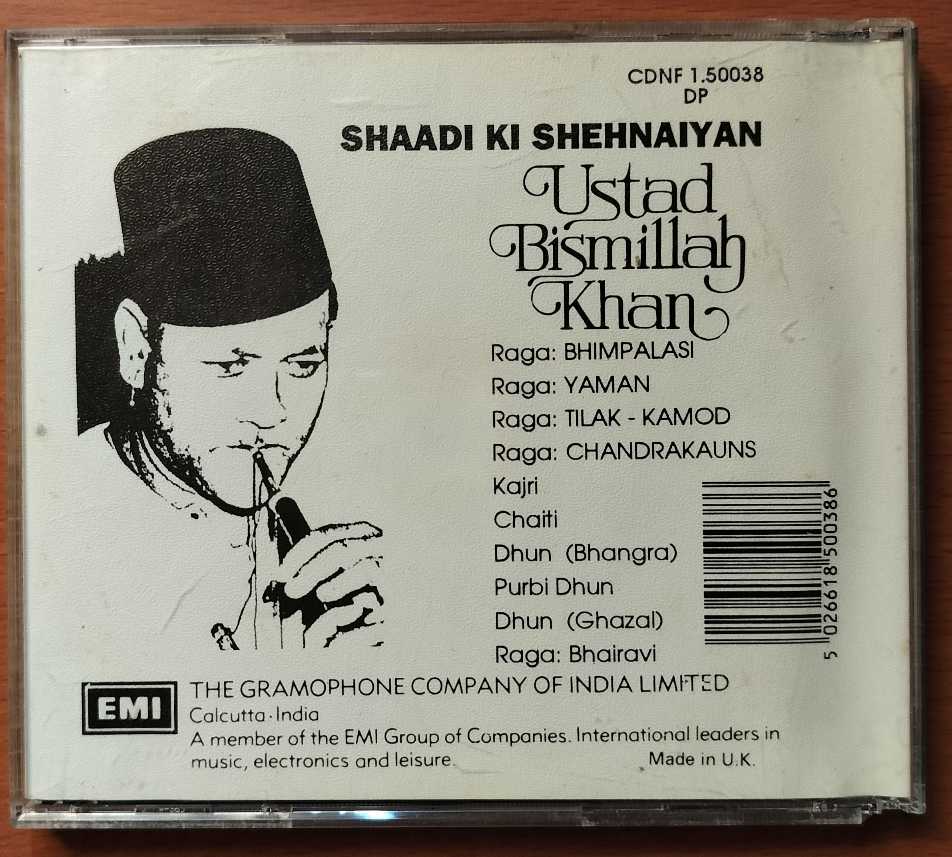 CDNF 1.50038
DP
SHAADI KI SHEHNAIYAN
Ustad
Bismillah
Khan
Raga: BHIMPALASI
Raga: YAMAN
Raga: TILAK - KAMOD
Raga: CHANDRAKAUNS
Kajri
Chaiti
Dhun (Bhangra)
Purbi Dhun
Dhun (Ghazal)
Raga: Bhairavi
5 026618 500386
EMI
THE GRAMOPHONE COMPANY OF INDIA LIMITED
Calcutta · India
A member of the EMI Group of Companies. International leaders in
music, electronics and leisure.
Made in U.K.